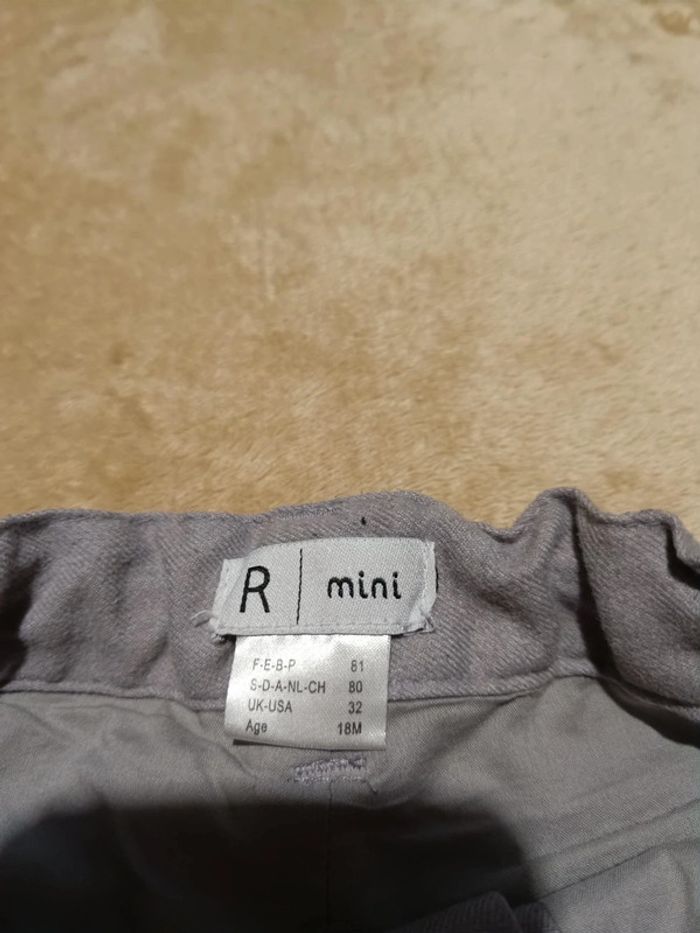 R | mini
F-E-B-P 81
S-D-A-NL-CH 80
UK-USA 32
Age 18M